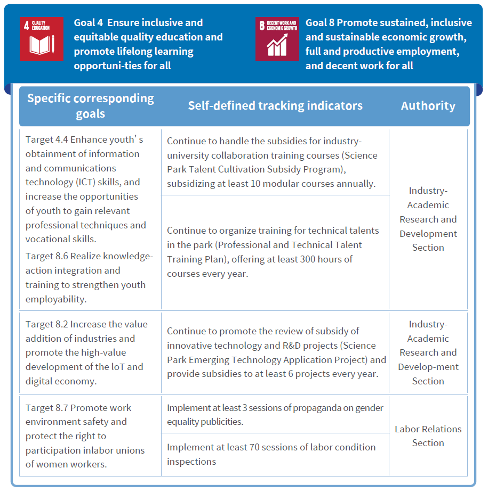 4 QUALITY EDUCATION
Goal 4 Ensure inclusive and
equitable quality education and
promote lifelong learning
opportuni-ties for all
8 DECENT WORK AND
ECONOMIC GROWTH
Goal 8 Promote sustained, inclusive
and sustainable economic growth,
full and productive employment,
and decent work for all
Specific corresponding
goals
Self-defined tracking indicators
Authority
Target 4.4 Enhance youth's
obtainment of information
and communications
technology (ICT) skills, and
increase the opportunities
of youth to gain relevant
professional techniques and
vocational skills.
Target 8.6 Realize knowledge-
action integration and
training to strengthen youth
employability.
Continue to handle the subsidies for industry-
university collaboration training courses (Science
Park Talent Cultivation Subsidy Program),
subsidizing at least 10 modular courses annually.
Continue to organize training for technical talents
in the park (Professional and Technical Talent
Training Plan), offering at least 300 hours of
courses every year.
Industry-
Academic
Research and
Development
Section
Target 8.2 Increase the value
addition of industries and
promote the high-value
development of the IoT and
digital economy.
Continue to promote the review of subsidy of
innovative technology and R&D projects (Science
Park Emerging Technology Application Project) and
provide subsidies to at least 6 projects every year.
Industry-
Academic
Research and
Develop-ment
Section
Target 8.7 Promote work
environment safety and
protect the right to
participation inlabor unions
of women workers.
Implement at least 3 sessions of propaganda on gender
equality publicities.
Implement at least 70 sessions of labor condition
inspections
Labor Relations
Section